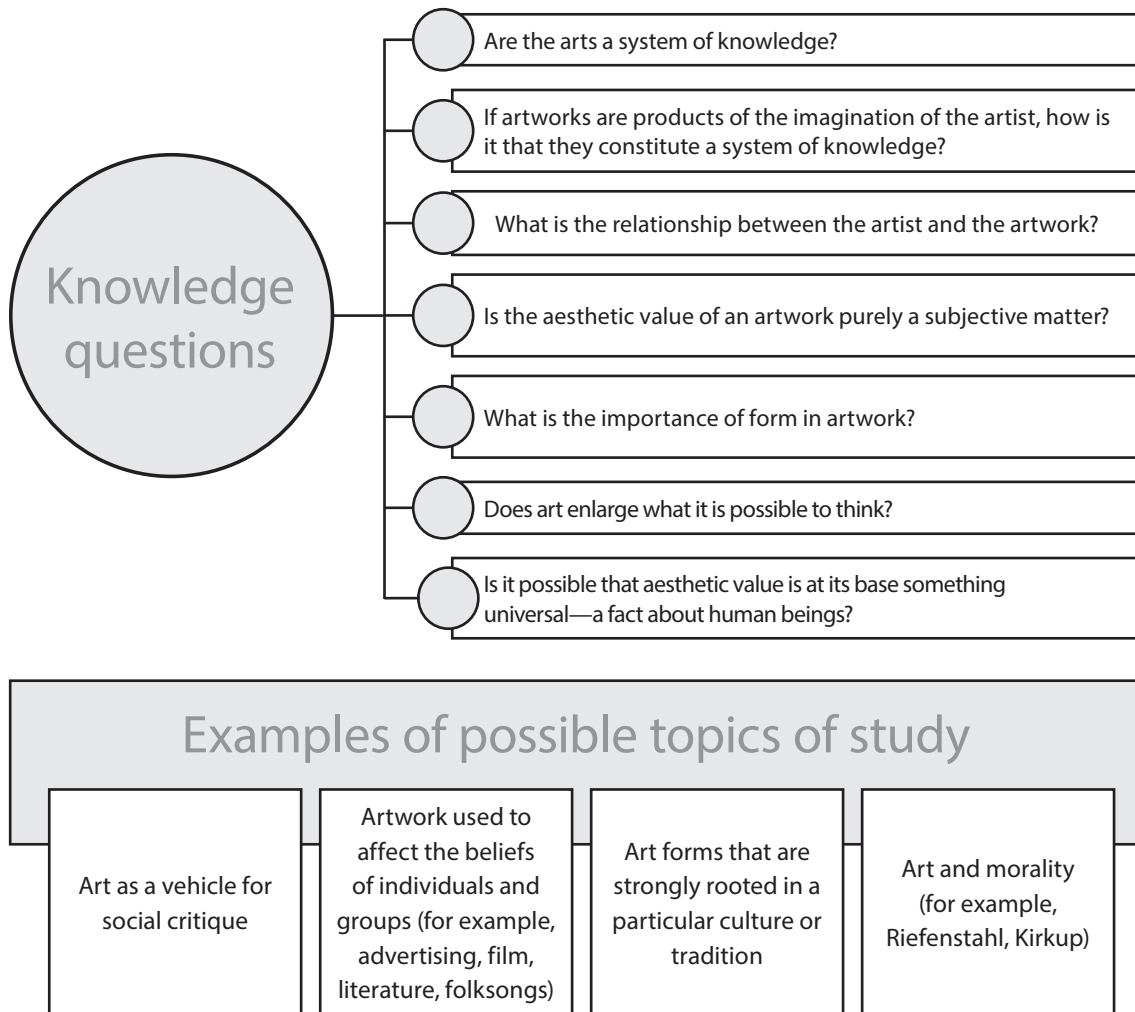 Knowledge
questions
Are the arts a system of knowledge?
If artworks are products of the imagination of the artist, how is
it that they constitute a system of knowledge?
What is the relationship between the artist and the artwork?
Is the aesthetic value of an artwork purely a subjective matter?
What is the importance of form in artwork?
Does art enlarge what it is possible to think?
Is it possible that aesthetic value is at its base something
universal—a fact about human beings?
Examples of possible topics of study
Art as a vehicle for
social critique
Artwork used to
affect the beliefs
of individuals and
groups (for example,
advertising, film,
literature, folksongs)
Art forms that are
strongly rooted in a
particular culture or
tradition
Art and morality
(for example,
Riefenstahl, Kirkup)